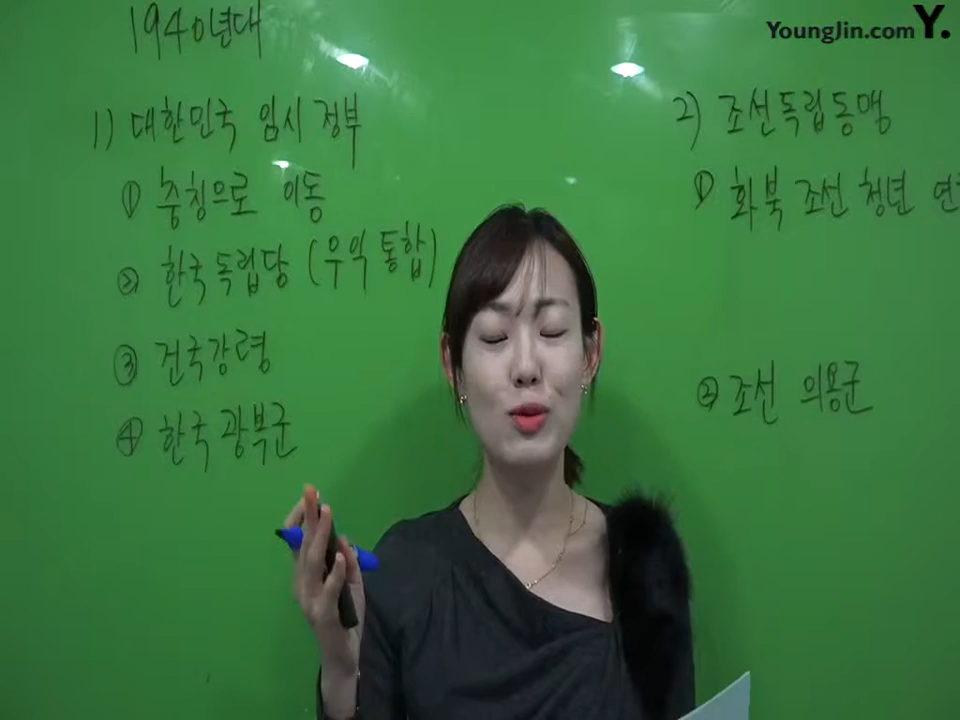 1940년대
YoungJin.com Y.
1) 대한민국 임시 정부
① 충칭으로 이동
② 한국독립당 (우익 통합)
③ 건국강령
④ 한국 광복군
2) 조선독립동맹
① 화북 조선 청년
② 조선 의용군